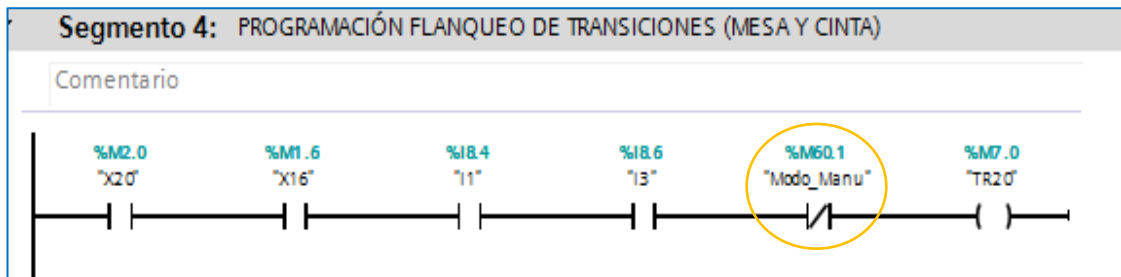 Segmento 4: PROGRAMACIÓN FLANQUEO DE TRANSICIONES (MESA Y CINTA)
Comentario
%M2.0 %M1.6 %I8.4 %I8.6 %M60.1 %M7.0
"X20" "X16" "I1" "I3" "Modo_Manu" "TR20"